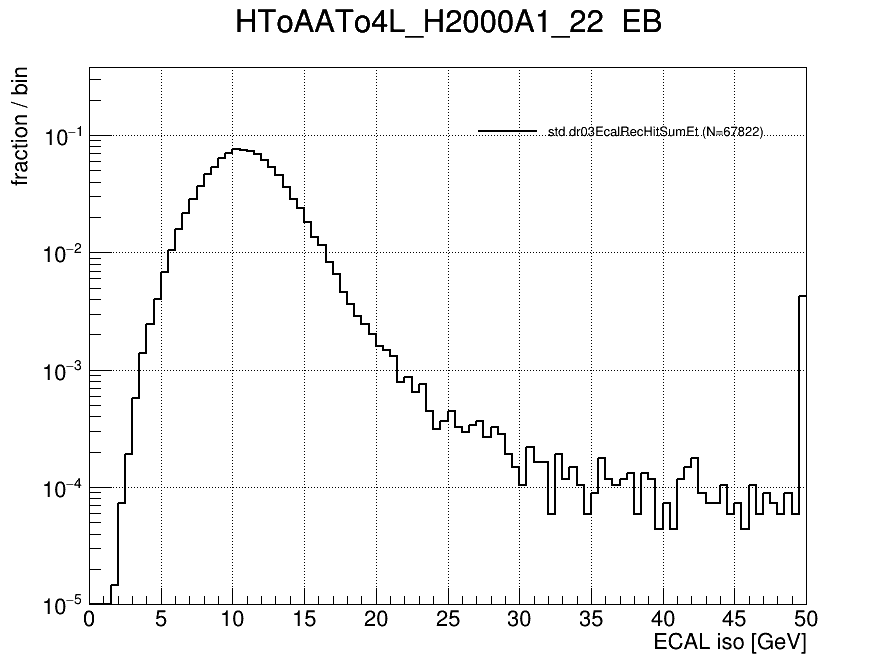 HToAATo4L_H2000A1_22 EB
fraction / bin
std dr03EcalRecHitSumEt (N=67822)
10⁻¹
10⁻²
10⁻³
10⁻⁴
10⁻⁵
0 5 10 15 20 25 30 35 40 45 50
ECAL iso [GeV]